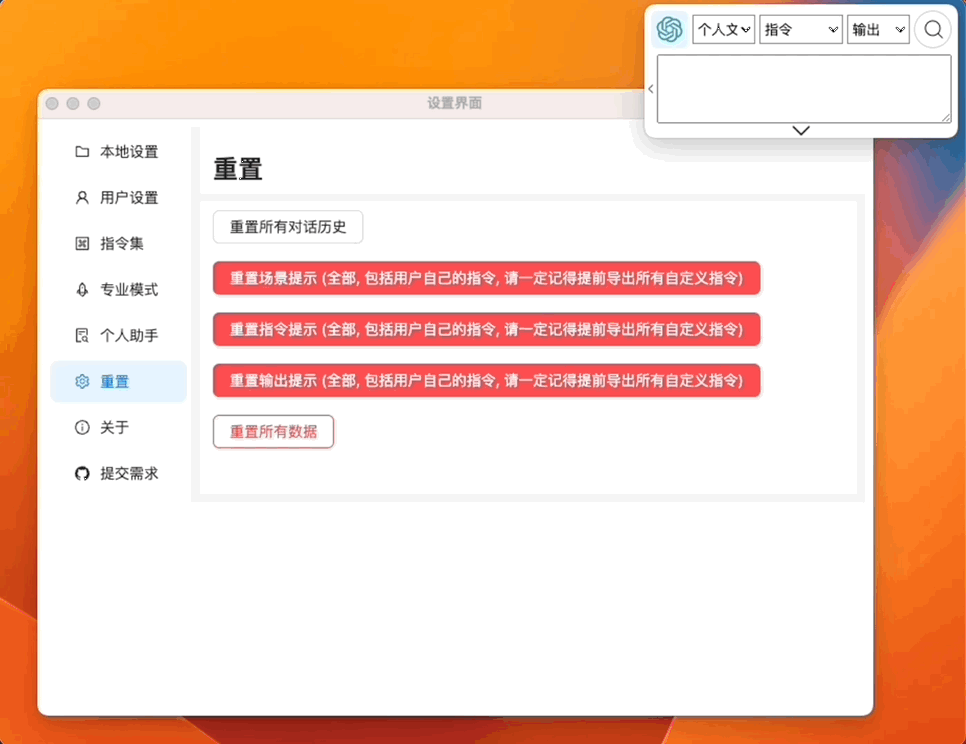 个人文
指令
输出
设置界面
本地设置
用户设置
指令集
专业模式
个人助手
重置
关于
提交需求
重置
重置所有对话历史
重置场景提示 (全部, 包括用户自己的指令, 请一定记得提前导出所有自定义指令)
重置指令提示 (全部, 包括用户自己的指令, 请一定记得提前导出所有自定义指令)
重置输出提示 (全部, 包括用户自己的指令, 请一定记得提前导出所有自定义指令)
重置所有数据